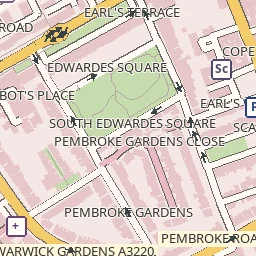 EARL'S TERRACE
ROAD
COPE
EDWARDES SQUARE
Sc
BOT'S PLACE
EARL'S
P
SOUTH EDWARDES SQUARE
SCA
PEMBROKE GARDENS CLOSE
PEMBROKE GARDENS
+
PEMBROKE ROA
WARWICK GARDENS A3220